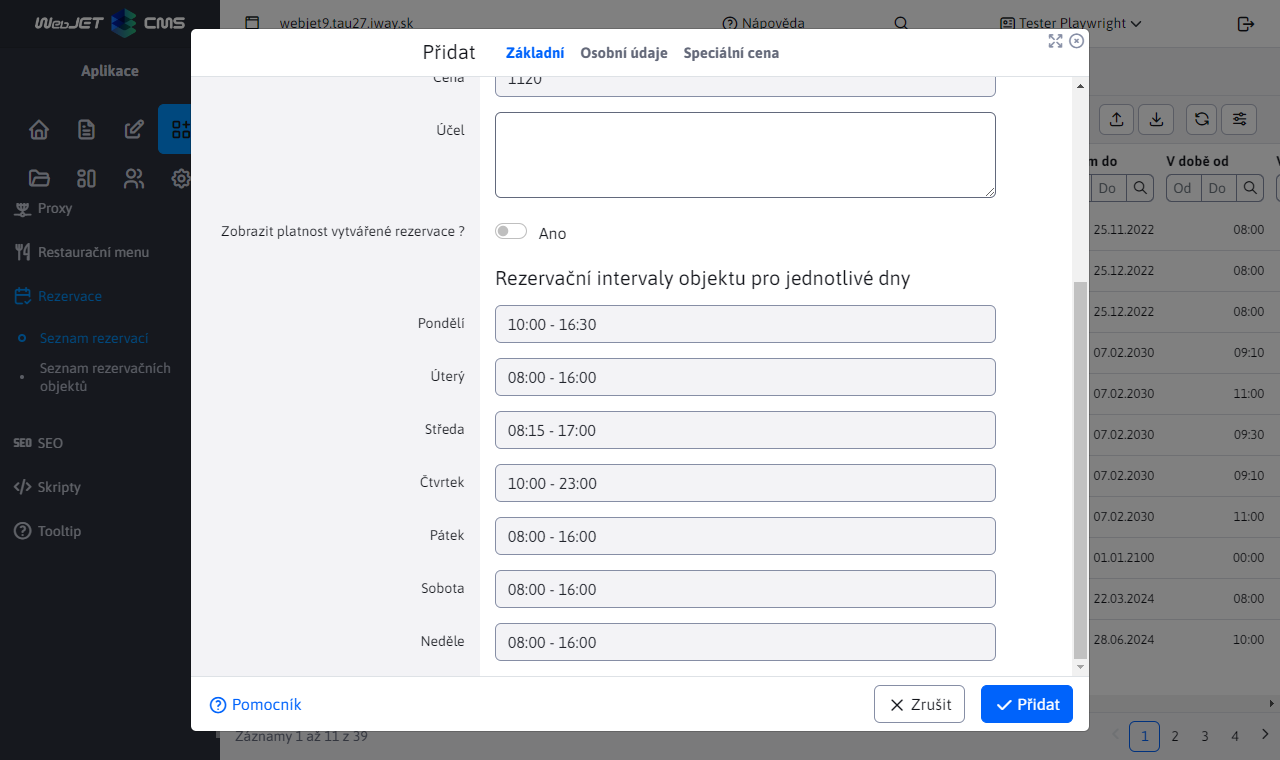 WebJET CMS
webjet9.tau27.iway.sk
Nápověda
Tester Playwright
Aplikace
Proxy
Restaurační menu
Rezervace
Seznam rezervací
Seznam rezervačních
objektů
SEO SEO
Skripty
Tooltip
Přidat
Základní
Osobní údaje
Speciální cena
Cena
1120
Účel
Zobrazit platnost vytvářené rezervace ?
Ano
Rezervační intervaly objektu pro jednotlivé dny
Pondělí
10:00 - 16:30
Úterý
08:00 - 16:00
Středa
08:15 - 17:00
Čtvrtek
10:00 - 23:00
Pátek
08:00 - 16:00
Sobota
08:00 - 16:00
Neděle
08:00 - 16:00
Pomocník
Zrušit
Přidat
m do
V době od
Do
Od
Do
25.11.2022 08:00
25.12.2022 08:00
25.12.2022 08:00
07.02.2030 09:10
07.02.2030 11:00
07.02.2030 09:30
07.02.2030 09:10
07.02.2030 11:00
01.01.2100 00:00
22.03.2024 08:00
28.06.2024 10:00
Záznamy 1 až 11 z 39
1 2 3 4